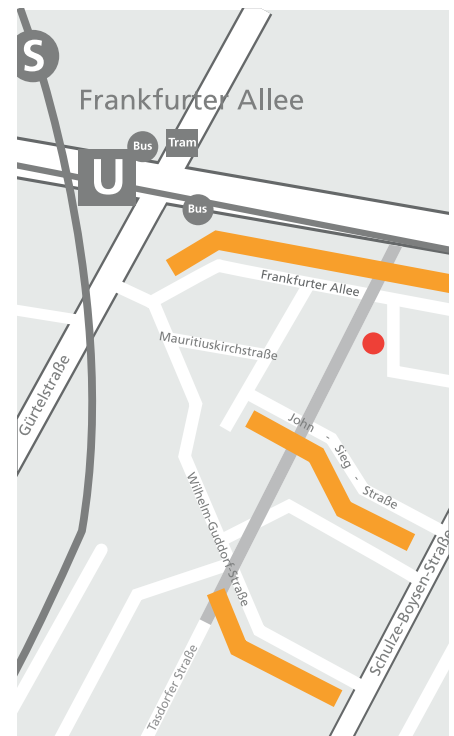 S
Frankfurter Allee
Bus
Tram
U
Bus
Frankfurter Allee
Mauritiuskirchstraße
Gürtelstraße
John - Sieg - Straße
Wilhelm-Guddorf-Straße
Schulze-Boysen-Straße
Tasdorfer Straße